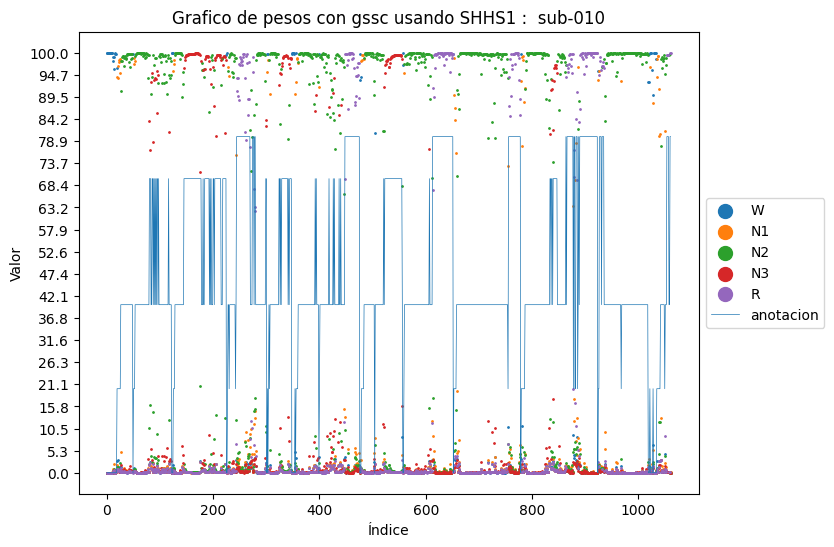 Grafico de pesos con gssc usando SHHS1 :  sub-010
100.0
94.7
89.5
84.2
78.9
73.7
68.4
63.2
57.9
52.6
47.4
42.1
36.8
31.6
26.3
21.1
15.8
10.5
5.3
0.0
Valor
0 200 400 600 800 1000
Índice
W
N1
N2
N3
R
anotacion